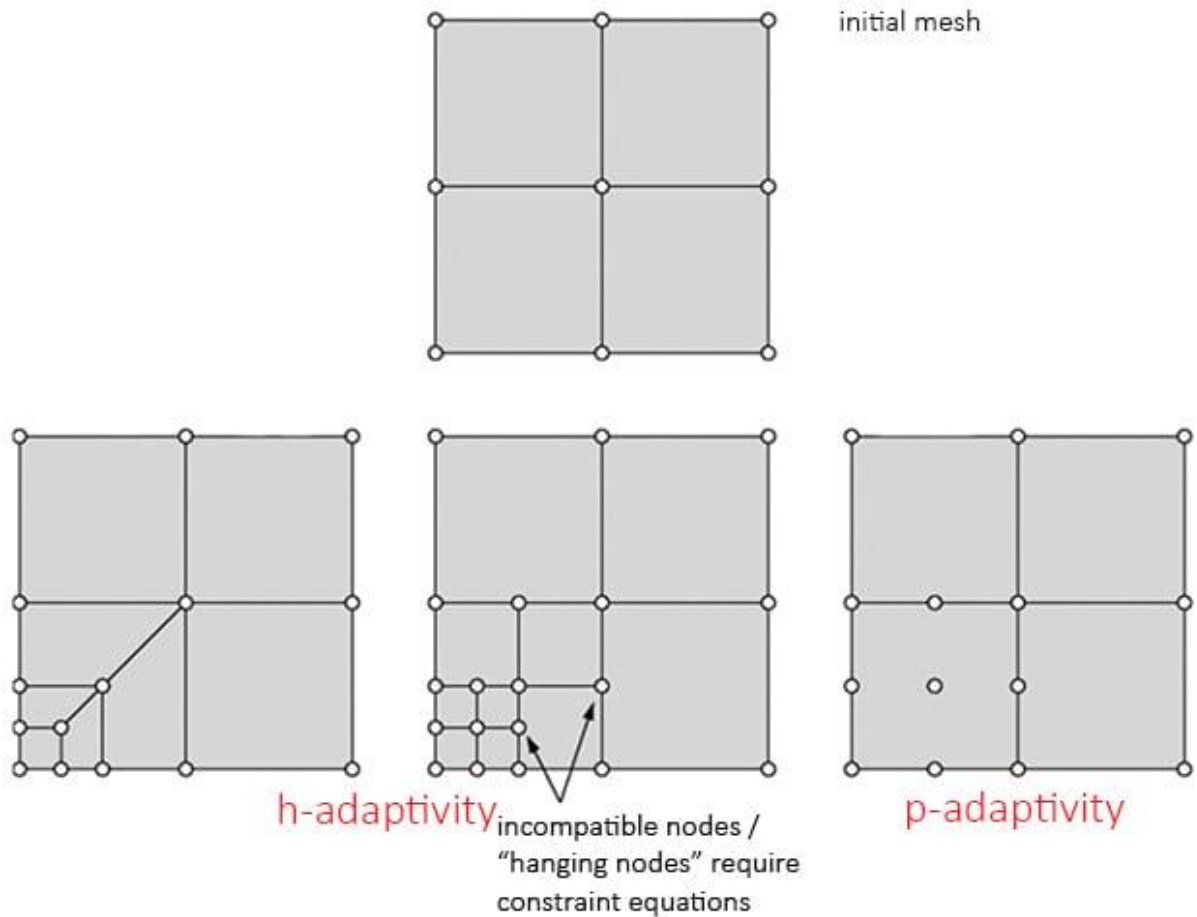 initial mesh
h-adaptivity
p-adaptivity
incompatible nodes /
“hanging nodes” require
constraint equations